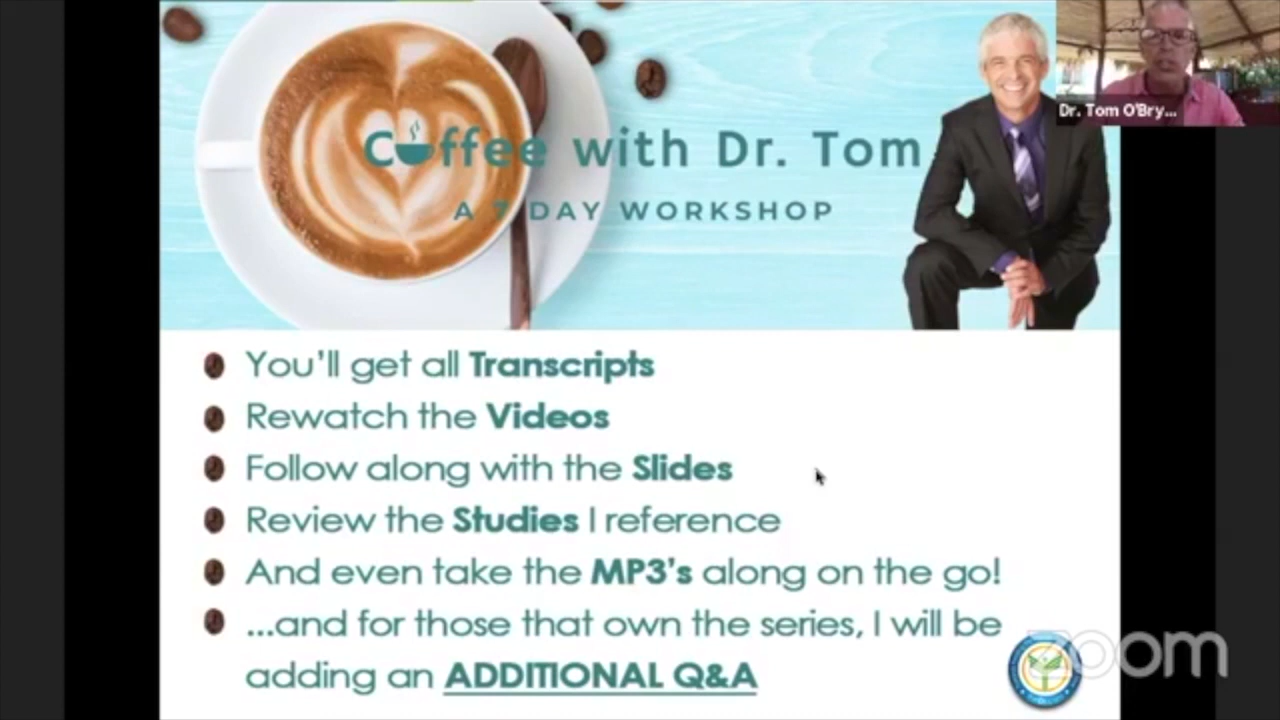 Coffee with Dr. Tom
A 7 DAY WORKSHOP
Dr. Tom O'Bry...
You'll get all Transcripts
Rewatch the Videos
Follow along with the Slides
Review the Studies I reference
And even take the MP3's along on the go!
...and for those that own the series, I will be
adding an ADDITIONAL Q&A
zoom